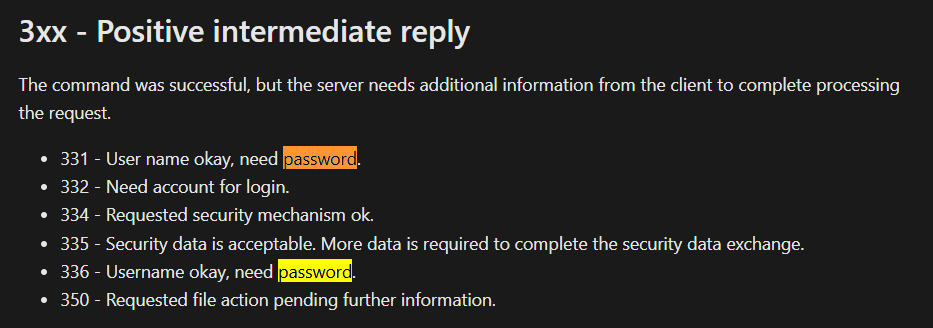 3xx - Positive intermediate reply
The command was successful, but the server needs additional information from the client to complete processing
the request.
• 331 - User name okay, need password.
• 332 - Need account for login.
• 334 - Requested security mechanism ok.
• 335 - Security data is acceptable. More data is required to complete the security data exchange.
• 336 - Username okay, need password.
• 350 - Requested file action pending further information.